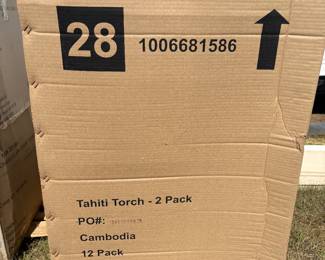 28 1006681586
Tahiti Torch - 2 Pack
PO#:
Cambodia
12 Pack